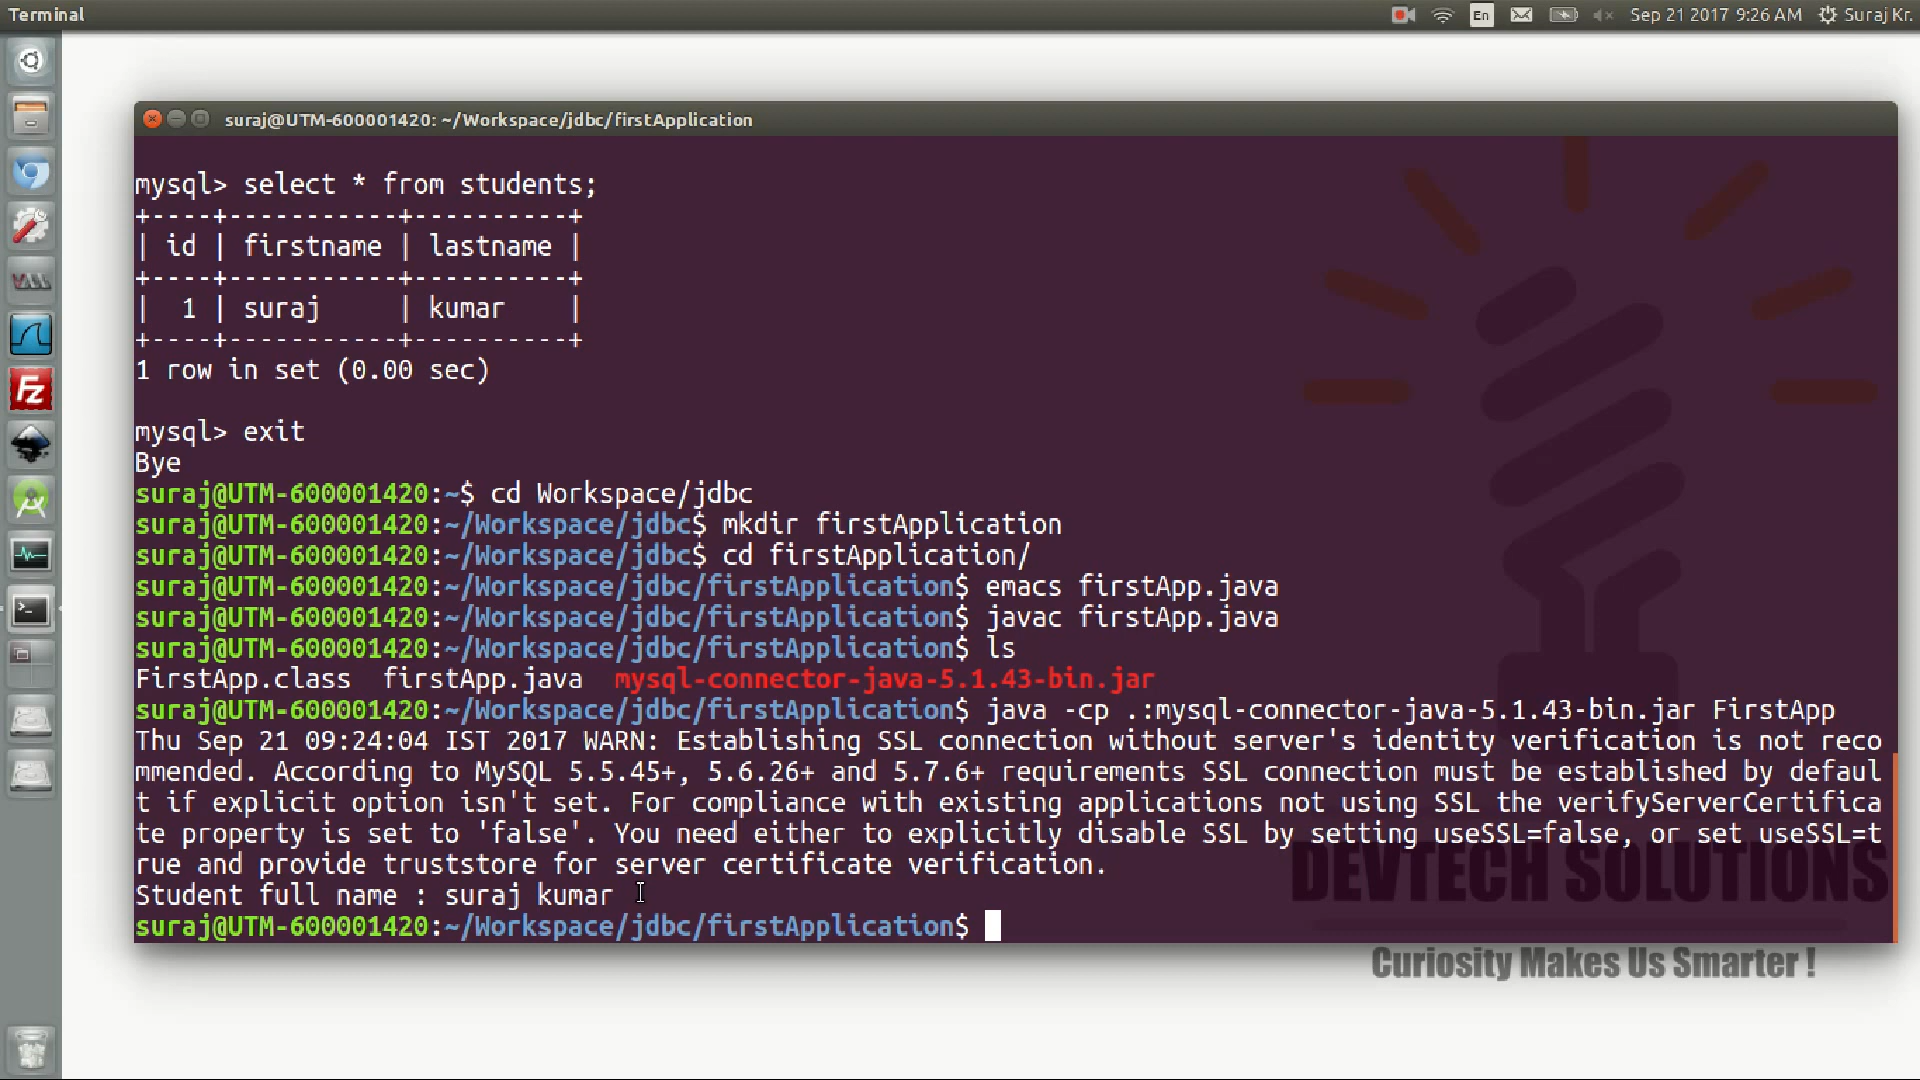 Terminal
En
Sep 21 2017 9:26 AM
Suraj Kr.
suraj@UTM-600001420: ~/Workspace/jdbc/firstApplication
mysql> select * from students;
+----+-----------+----------+
| id | firstname | lastname |
+----+-----------+----------+
|  1 | suraj     | kumar    |
+----+-----------+----------+
1 row in set (0.00 sec)
mysql> exit
Bye
suraj@UTM-600001420:~$ cd Workspace/jdbc
suraj@UTM-600001420:~/Workspace/jdbc$ mkdir firstApplication
suraj@UTM-600001420:~/Workspace/jdbc$ cd firstApplication/
suraj@UTM-600001420:~/Workspace/jdbc/firstApplication$ emacs firstApp.java
suraj@UTM-600001420:~/Workspace/jdbc/firstApplication$ javac firstApp.java
suraj@UTM-600001420:~/Workspace/jdbc/firstApplication$ ls
FirstApp.class  firstApp.java  mysql-connector-java-5.1.43-bin.jar
suraj@UTM-600001420:~/Workspace/jdbc/firstApplication$ java -cp .:mysql-connector-java-5.1.43-bin.jar FirstApp
Thu Sep 21 09:24:04 IST 2017 WARN: Establishing SSL connection without server's identity verification is not reco
mmended. According to MySQL 5.5.45+, 5.6.26+ and 5.7.6+ requirements SSL connection must be established by defaul
t if explicit option isn't set. For compliance with existing applications not using SSL the verifyServerCertifica
te property is set to 'false'. You need either to explicitly disable SSL by setting useSSL=false, or set useSSL=t
rue and provide truststore for server certificate verification.
Student full name : suraj kumar
suraj@UTM-600001420:~/Workspace/jdbc/firstApplication$
DEVTECH SOLUTIONS
Curiosity Makes Us Smarter !
Fz